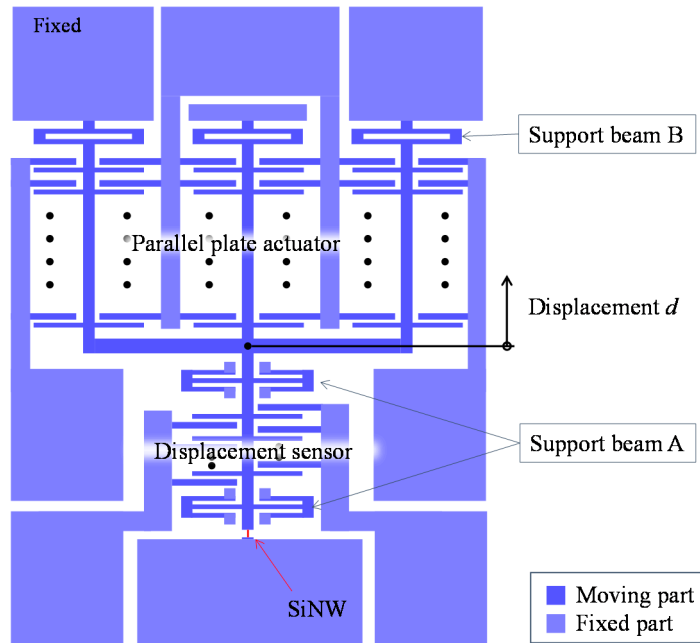 Fixed
Support beam B
Parallel plate actuator
Displacement d
Displacement sensor
Support beam A
SiNW
Moving part
Fixed part